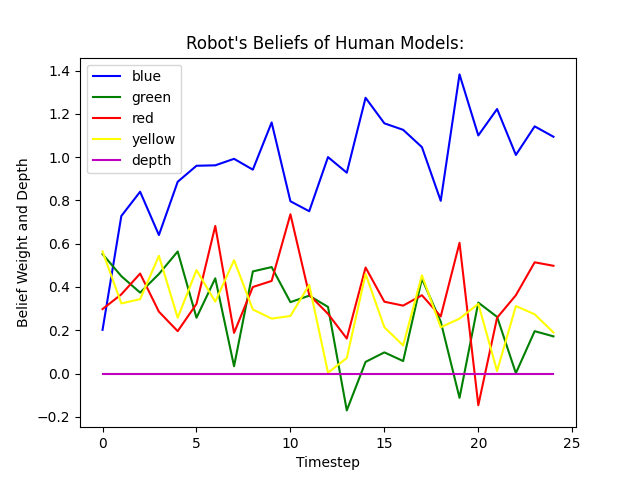 Robot's Beliefs of Human Models:
blue
green
red
yellow
depth
Belief Weight and Depth
1.4
1.2
1.0
0.8
0.6
0.4
0.2
0.0
−0.2
0 5 10 15 20 25
Timestep